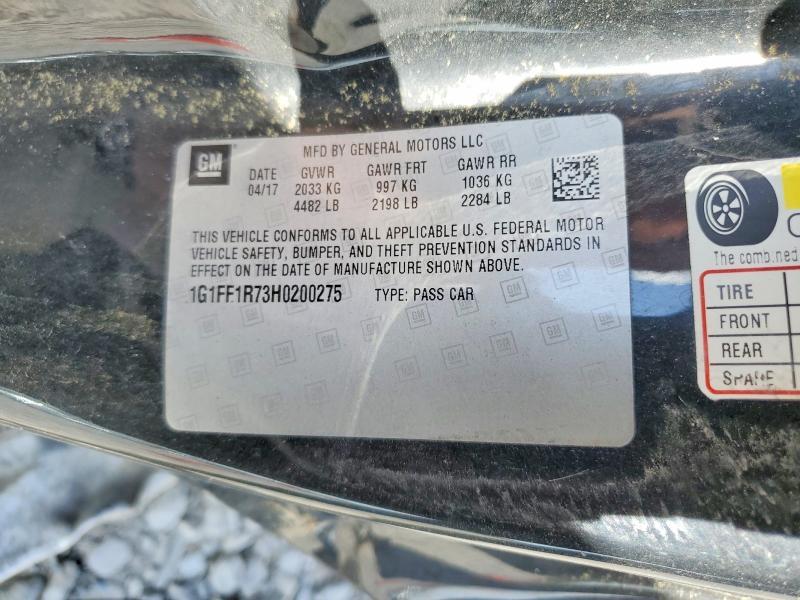 GM
MFD BY GENERAL MOTORS LLC
DATE GVWR GAWR FRT GAWR RR
04/17 2033 KG 997 KG 1036 KG
4482 LB 2198 LB 2284 LB
THIS VEHICLE CONFORMS TO ALL APPLICABLE U.S. FEDERAL MOTOR
VEHICLE SAFETY, BUMPER, AND THEFT PREVENTION STANDARDS IN
EFFECT ON THE DATE OF MANUFACTURE SHOWN ABOVE.
1G1FF1R73H0200275 TYPE: PASS CAR
The combined
TIRE
FRONT
REAR
SPARE